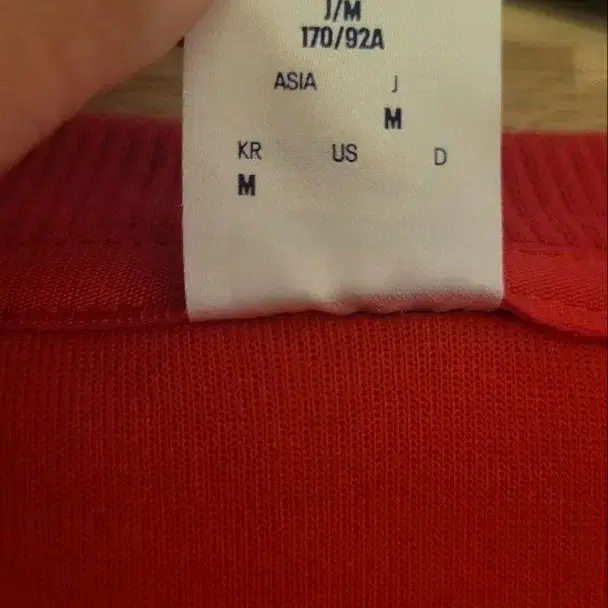 J/M
170/92A
ASIA J
M
KR US D
M